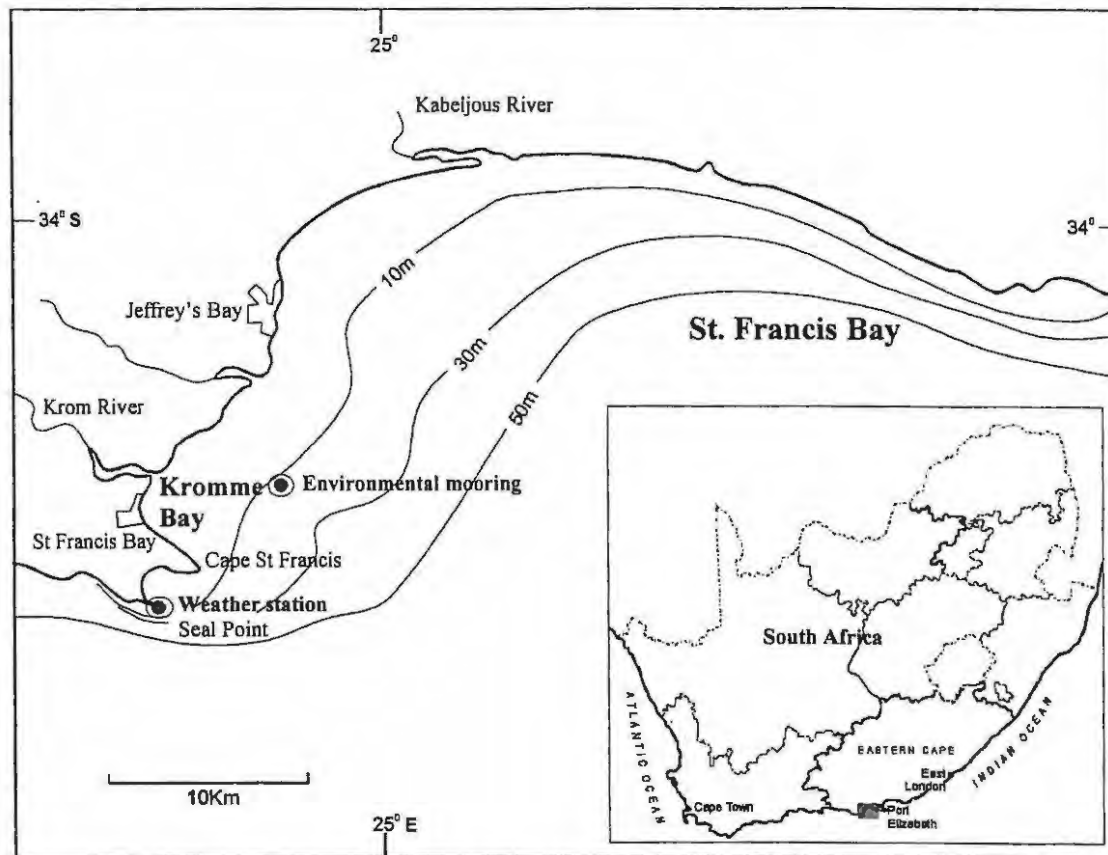 25°
Kabeljous River
34° S
34°
10m
Jeffrey's Bay
30m
St. Francis Bay
50m
Krom River
Kromme
Bay
Environmental mooring
St Francis Bay
Cape St Francis
Weather station
Seal Point
South Africa
ATLANTIC OCEAN
INDIAN OCEAN
EASTERN CAPE
East
London
Cape Town
Port
Elizabeth
10Km
25° E